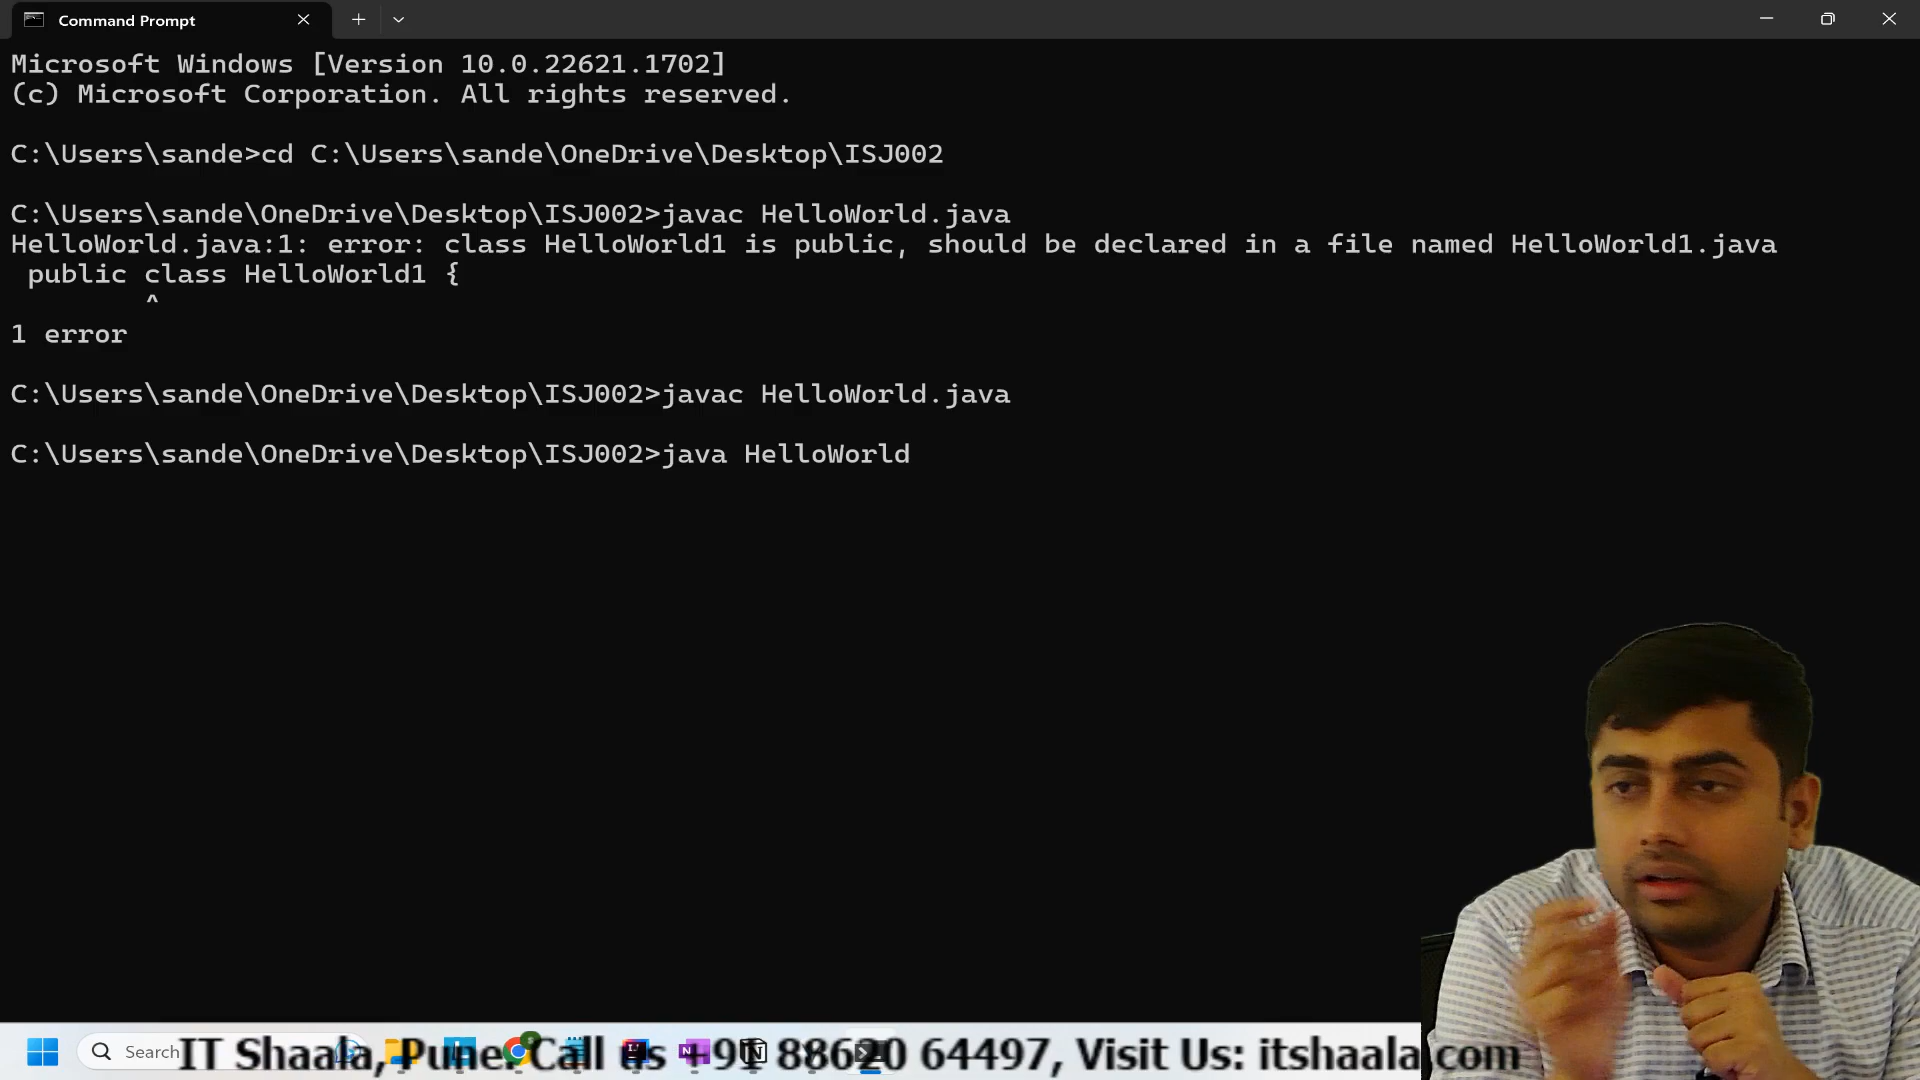 Command Prompt
Microsoft Windows [Version 10.0.22621.1702]
(c) Microsoft Corporation. All rights reserved.
C:\Users\sande>cd C:\Users\sande\OneDrive\Desktop\ISJ002
C:\Users\sande\OneDrive\Desktop\ISJ002>javac HelloWorld.java
HelloWorld.java:1: error: class HelloWorld1 is public, should be declared in a file named HelloWorld1.java
public class HelloWorld1 {
^
1 error
C:\Users\sande\OneDrive\Desktop\ISJ002>javac HelloWorld.java
C:\Users\sande\OneDrive\Desktop\ISJ002>java HelloWorld
Search
IT Shaala, Pune. Call us +91 88620 64497, Visit Us: itshaala.com